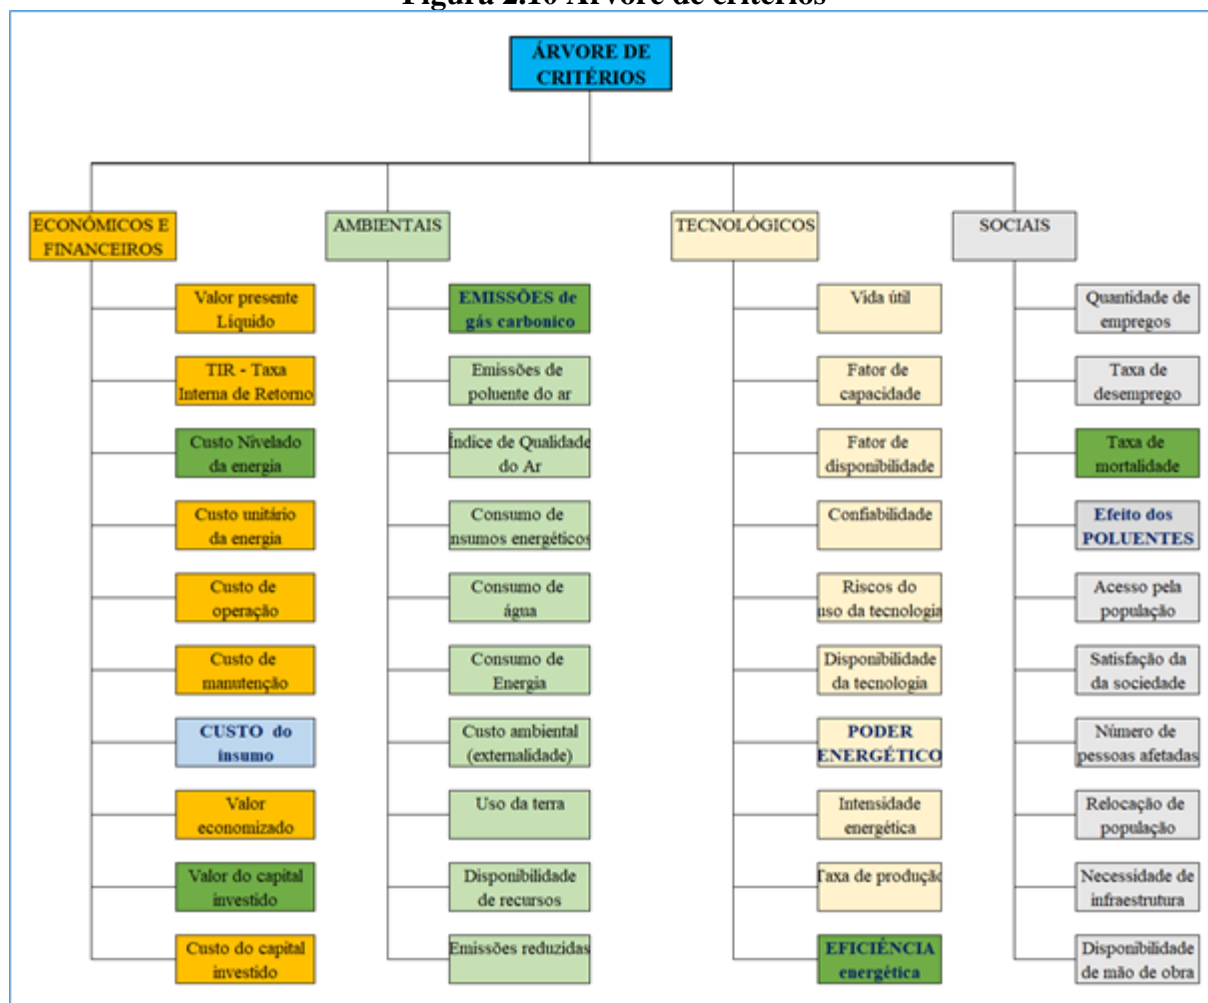 Figura 2.10 Árvore de critérios
ÁRVORE DE
CRITÉRIOS
ECONÓMICOS E
FINANCEIROS
Valor presente
Líquido
TIR - Taxa
Interna de Retorno
Custo Nivelado
da energia
Custo unitário
da energia
Custo de
operação
Custo de
manutenção
CUSTO do
insumo
Valor
economizado
Valor do capital
investido
Custo do capital
investido
AMBIENTAIS
EMISSÕES de
gás carbonico
Emissões de
poluente do ar
Índice de Qualidade
do Ar
Consumo de
nsumos energéticos
Consumo de
água
Consumo de
Energia
Custo ambiental
(externalidade)
Uso da terra
Disponibilidade
de recursos
Emissões reduzidas
TECNOLÓGICOS
Vida útil
Fator de
capacidade
Fator de
disponibilidade
Confiabilidade
Riscos do
uso da tecnologia
Disponibilidade
da tecnologia
PODER
ENERGÉTICO
Intensidade
energética
Taxa de produção
EFICIÊNCIA
energética
SOCIAIS
Quantidade de
empregos
Taxa de
desemprego
Taxa de
mortalidade
Efeito dos
POLUENTES
Acesso pela
população
Satisfação da
da sociedade
Número de
pessoas afetadas
Relocação de
população
Necessidade de
infraestrutura
Disponibilidade
de mão de obra